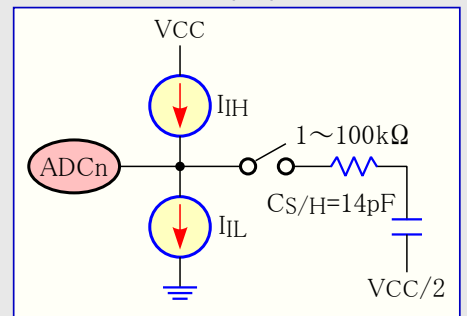 VCC
IIH
1～100kΩ
ADCn
CS/H=14pF
IIL
VCC/2